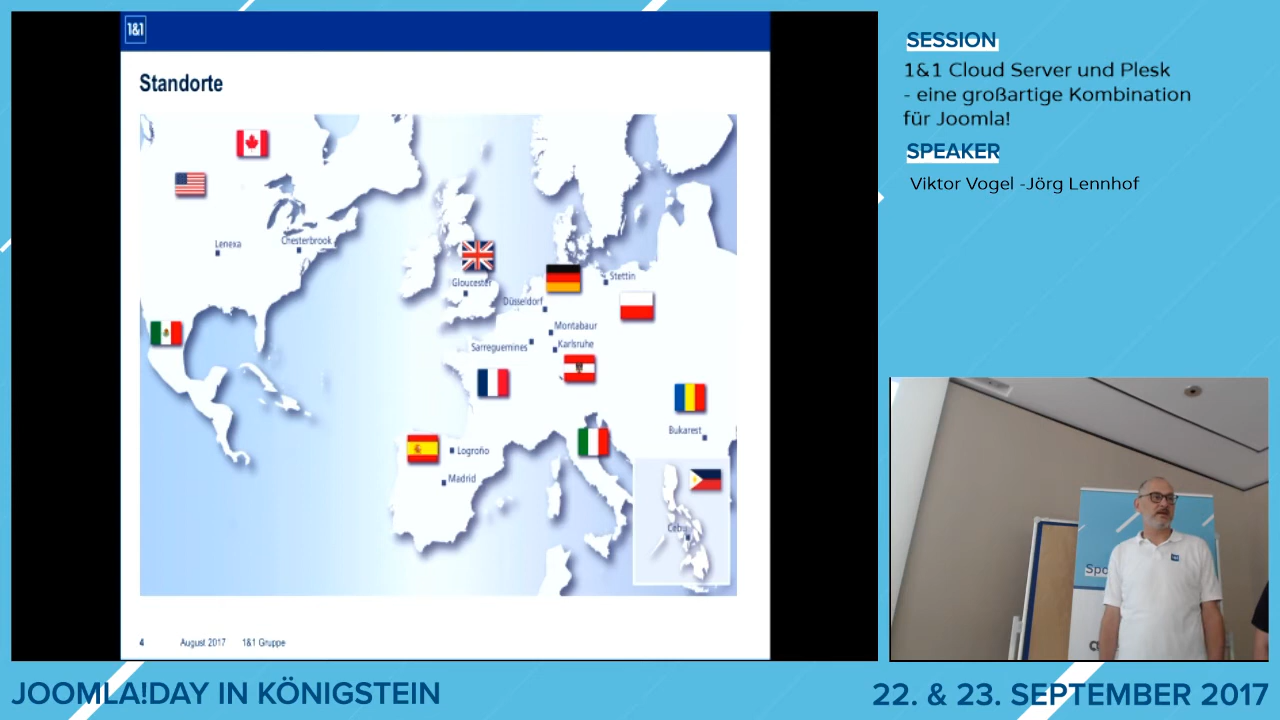 1&1
Standorte
Lenexa
Chesterbrook
Gloucester
Stettin
Düsseldorf
Montabaur
Sarreguemines
Karlsruhe
Bukarest
Logroño
Madrid
Cebu
4 August 2017 1&1 Gruppe
SESSION
1&1 Cloud Server und Plesk
- eine großartige Kombination
für Joomla!
SPEAKER
Viktor Vogel -Jörg Lennhof
Spo
JOOMLA!DAY IN KÖNIGSTEIN
22. & 23. SEPTEMBER 2017